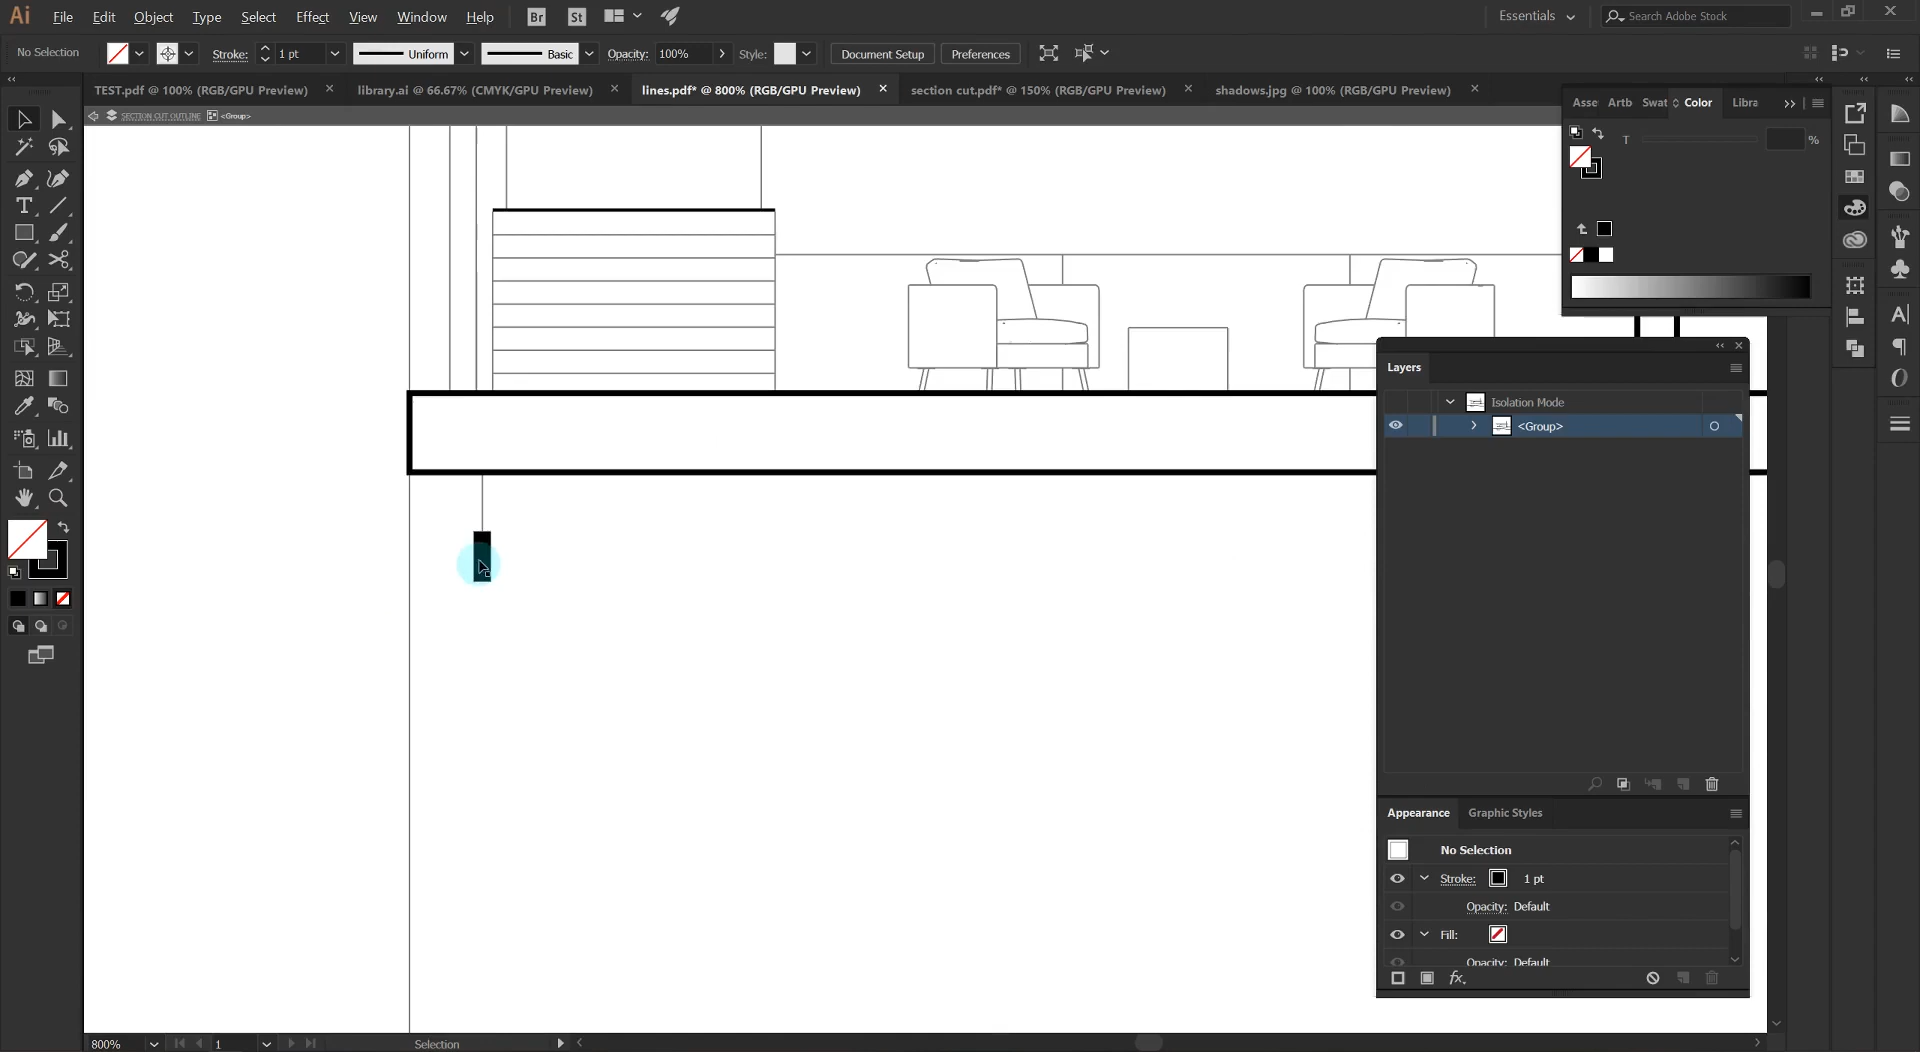 Ai File Edit Object Type Select Effect View Window Help Br St Essentials Search Adobe Stock
No Selection Stroke: 1 pt Uniform Basic Opacity: 100% Style: Document Setup Preferences
TEST.pdf @ 100% (RGB/GPU Preview) library.ai @ 66.67% (CMYK/GPU Preview) lines.pdf* @ 800% (RGB/GPU Preview) section cut.pdf* @ 150% (RGB/GPU Preview) shadows.jpg @ 100% (RGB/GPU Preview)
Asse Artb Swat Color Libra
SECTION CUT OUTLINE <Group>
T %
Layers
Isolation Mode
<Group>
Appearance Graphic Styles
No Selection
Stroke: 1 pt
Opacity: Default
Fill:
Opacity: Default
800% 1 Selection